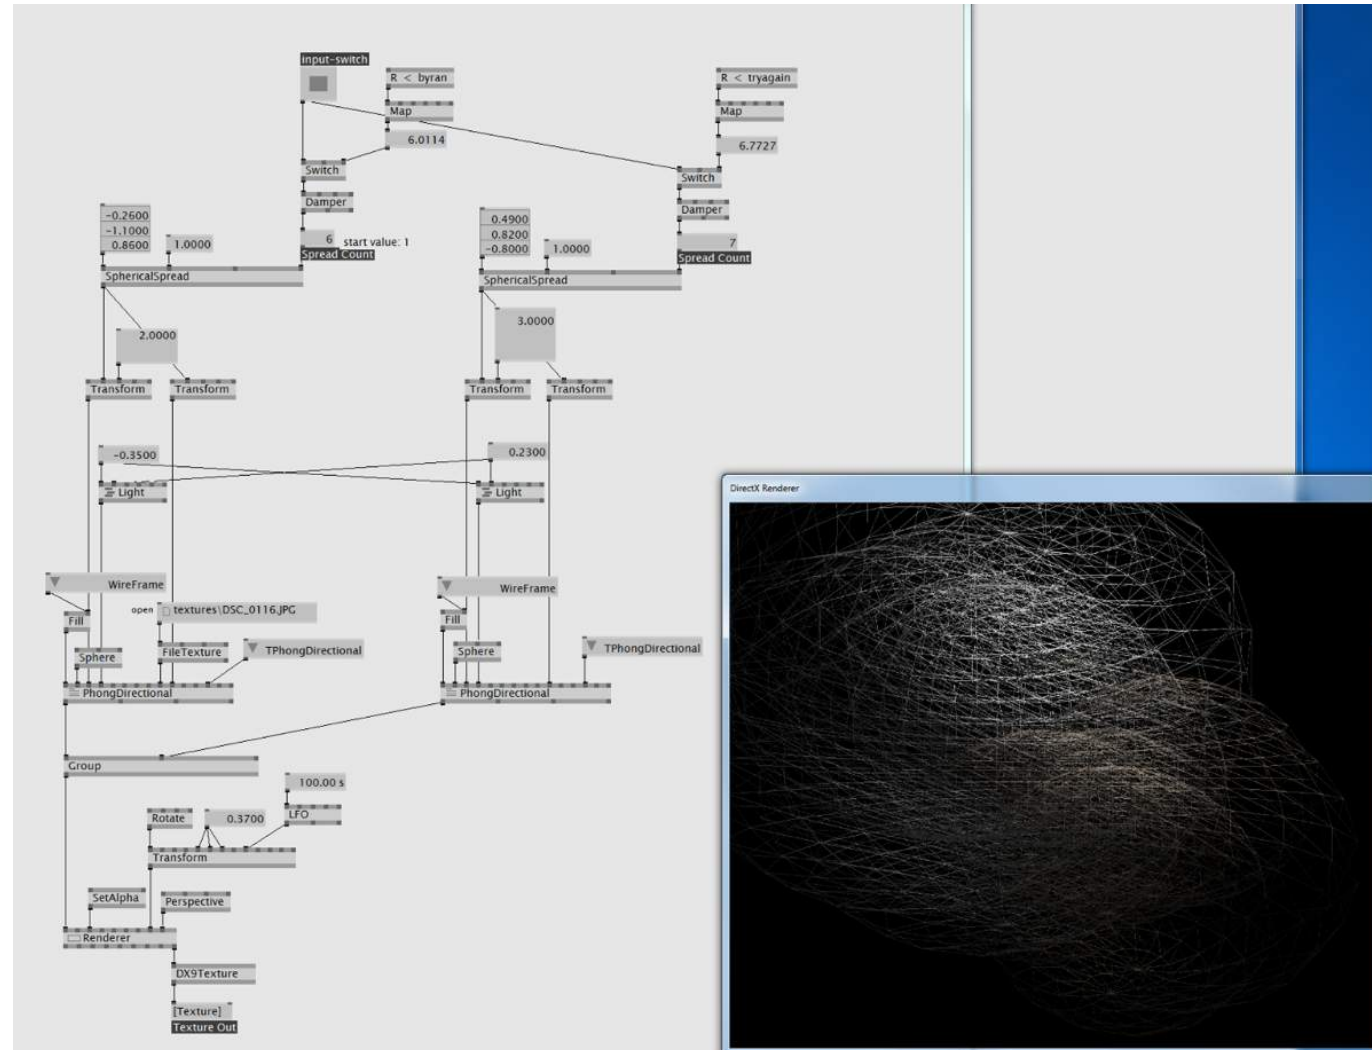 input-switch
R < byran
R < tryagain
Map
Map
6.0114
6.7727
Switch
Switch
Damper
Damper
-0.2600
-1.1000
0.8600
1.0000
6 start value: 1
Spread Count
0.4900
0.8200
-0.8000
1.0000
7
Spread Count
SphericalSpread
SphericalSpread
2.0000
3.0000
Transform
Transform
Transform
Transform
-0.3500
0.2300
Light
Light
DirectX Renderer
WireFrame
WireFrame
open textures\DSC_0116.JPG
Fill
Fill
Sphere
FileTexture
TPhongDirectional
Sphere
TPhongDirectional
PhongDirectional
PhongDirectional
Group
100.00 s
Rotate
0.3700
LFO
Transform
SetAlpha
Perspective
Renderer
DX9Texture
[Texture]
Texture Out